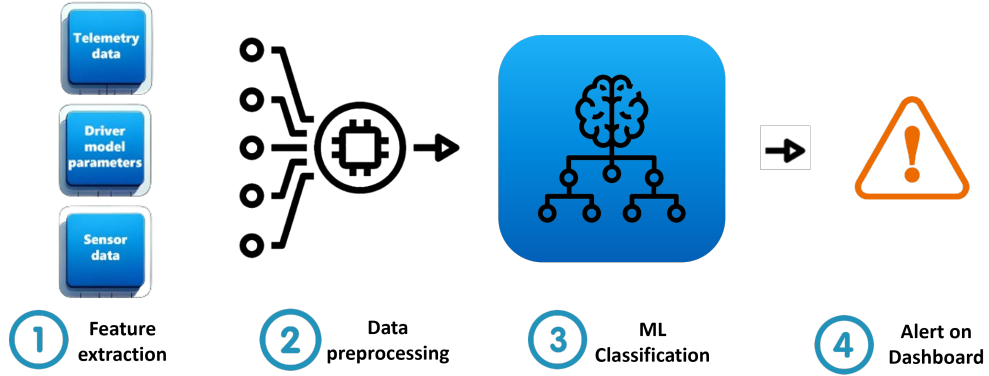 Telemetry
data
Driver
model
parameters
Sensor
data
1
Feature
extraction
2
Data
preprocessing
3
ML
Classification
4
Alert on
Dashboard